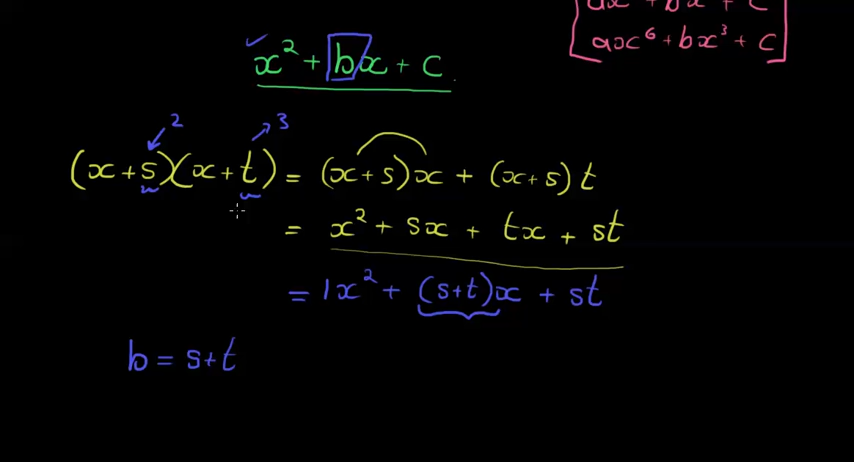 ax⁶ + bx³ + c
x² + bx + c
2
3
(x + s)(x + t) = (x + s)x + (x + s)t
= x² + sx + tx + st
= 1x² + (s+t)x + st
b = s+t